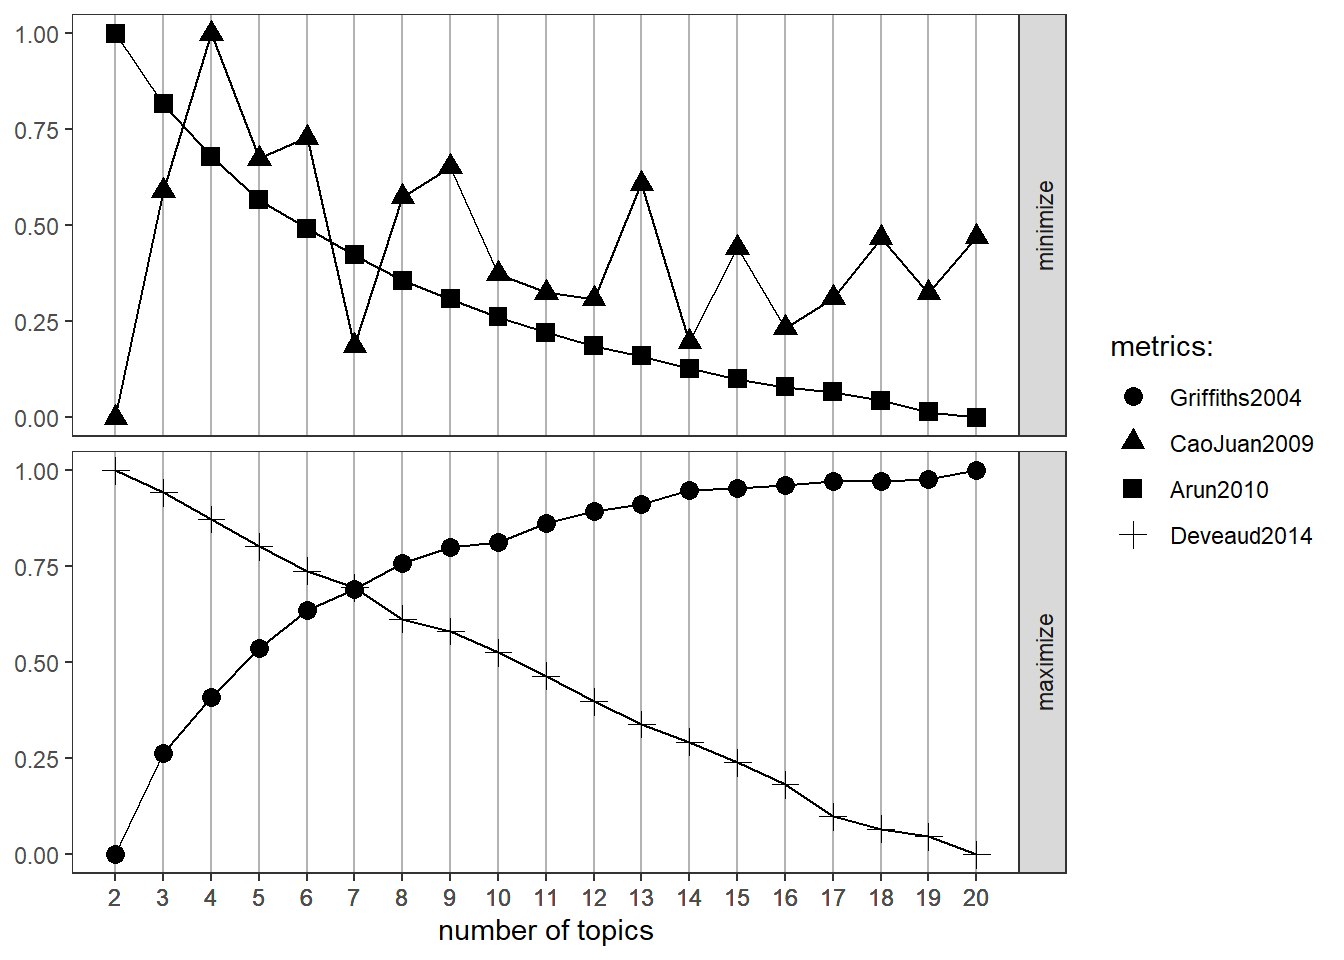 1.00
0.75
0.50
0.25
0.00
minimize
1.00
0.75
0.50
0.25
0.00
maximize
2 3 4 5 6 7 8 9 10 11 12 13 14 15 16 17 18 19 20
number of topics
metrics:
Griffiths2004
CaoJuan2009
Arun2010
Deveaud2014